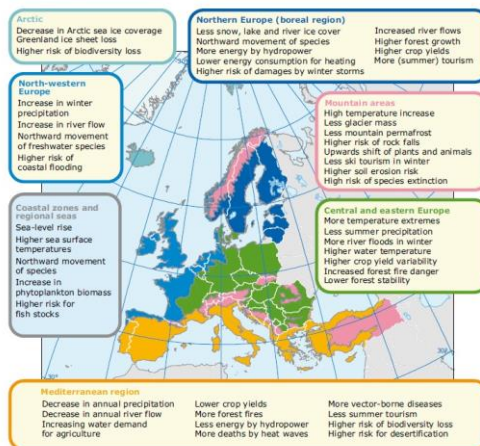 Arctic
Decrease in Arctic sea ice coverage
Greenland ice sheet loss
Higher risk of biodiversity loss
Northern Europe (boreal region)
Less snow, lake and river ice cover
Northward movement of species
More energy by hydropower
Lower energy consumption for heating
Higher risk of damages by winter storms
Increased river flows
Higher forest growth
Higher crop yields
More (summer) tourism
North-western
Europe
Increase in winter
precipitation
Increase in river flow
Northward movement
of freshwater species
Higher risk of
coastal flooding
Mountain areas
High temperature increase
Less glacier mass
Less mountain permafrost
Higher risk of rock falls
Upwards shift of plants and animals
Less ski tourism in winter
Higher soil erosion risk
High risk of species extinction
Coastal zones and
regional seas
Sea-level rise
Higher sea surface
temperatures
Northward movement
of species
Increase in
phytoplankton biomass
Higher risk for
fish stocks
Central and eastern Europe
More temperature extremes
Less summer precipitation
More river floods in winter
Higher water temperature
Higher crop yield variability
Increased forest fire danger
Lower forest stability
Mediterranean region
Decrease in annual precipitation
Decrease in annual river flow
Increasing water demand
for agriculture
Lower crop yields
More forest fires
Less energy by hydropower
More deaths by heat waves
More vector-borne diseases
Less summer tourism
Higher risk of biodiversity loss
Higher risk for desertification